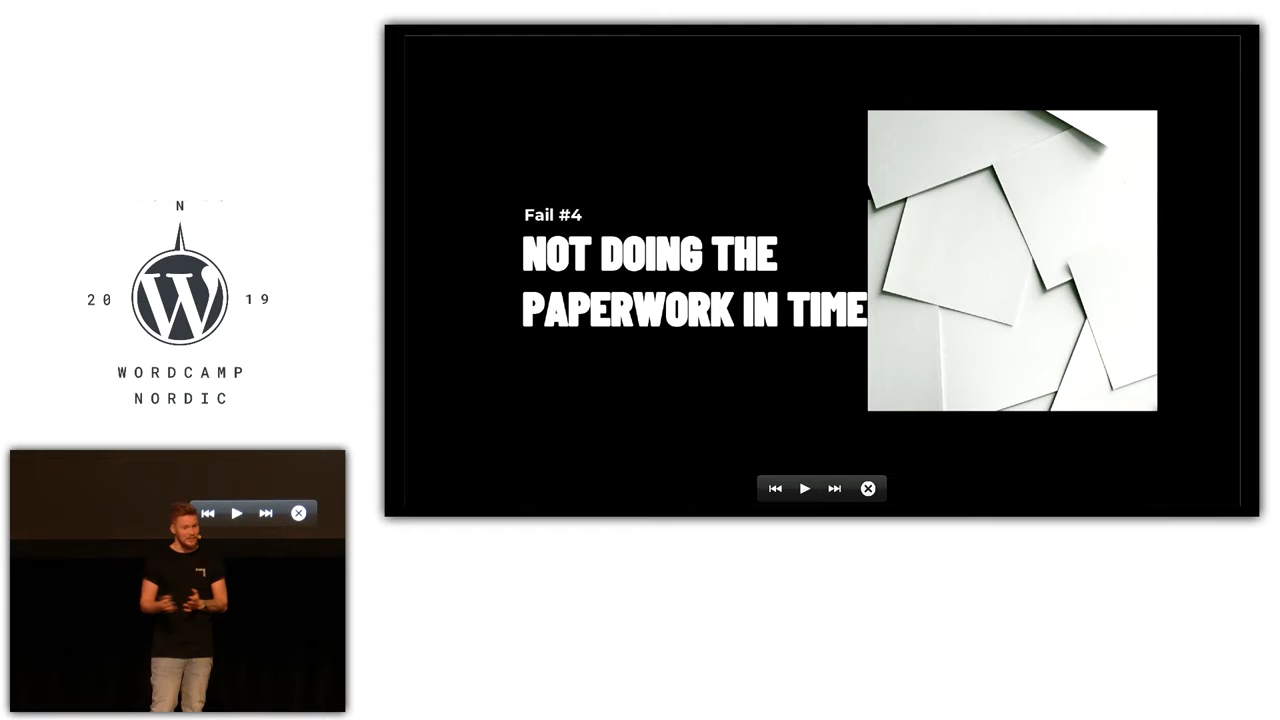 N
20 19
WORDCAMP
NORDIC
Fail #4
NOT DOING THE
PAPERWORK IN TIME